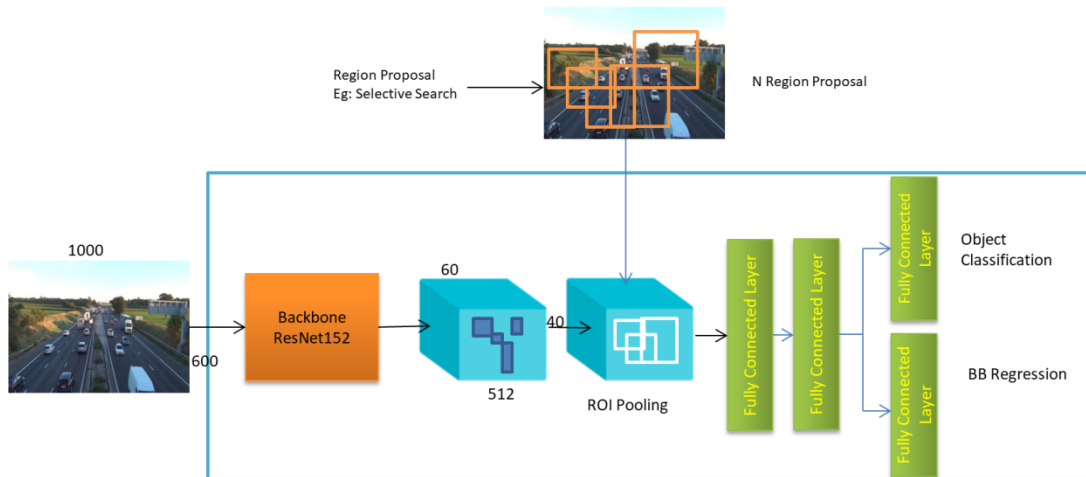 Region Proposal
Eg: Selective Search
N Region Proposal
1000
600
Backbone
ResNet152
60
40
512
ROI Pooling
Fully Connected Layer
Fully Connected Layer
Fully Connected
Layer
Object
Classification
Fully Connected
Layer
BB Regression